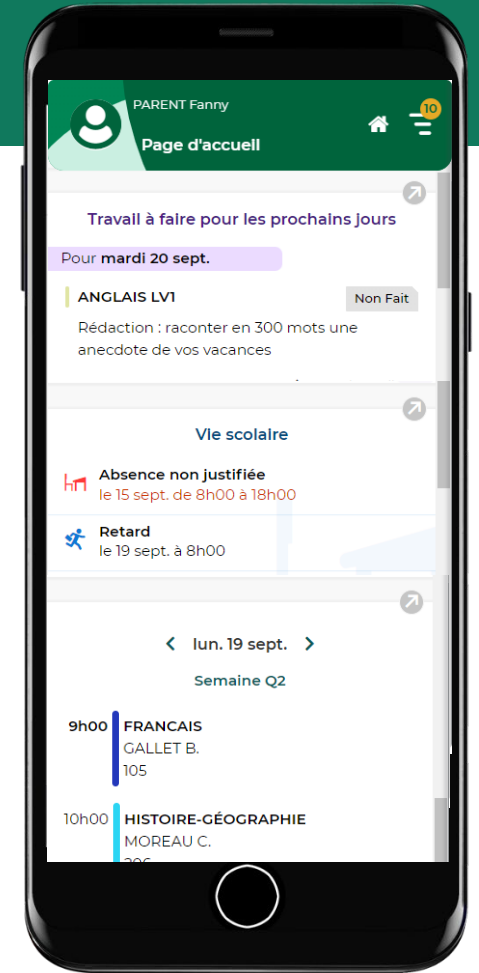 PARENT Fanny
10
Page d'accueil
Travail à faire pour les prochains jours
Pour mardi 20 sept.
ANGLAIS LV1
Non Fait
Rédaction : raconter en 300 mots une
anecdote de vos vacances
Vie scolaire
Absence non justifiée
le 15 sept. de 8h00 à 18h00
Retard
le 19 sept. à 8h00
lun. 19 sept.
Semaine Q2
9h00 FRANCAIS
GALLET B.
105
10h00 HISTOIRE-GÉOGRAPHIE
MOREAU C.